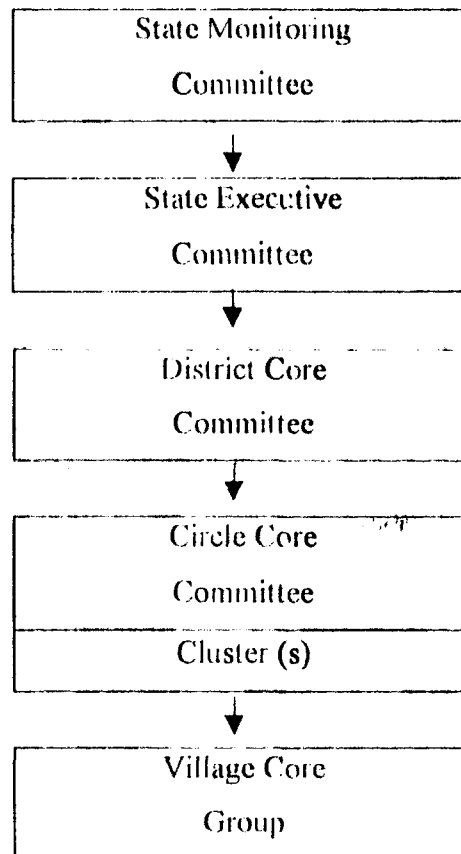 State Monitoring
Committee
State Executive
Committee
District Core
Committee
Circle Core
Committee
Cluster (s)
Village Core
Group